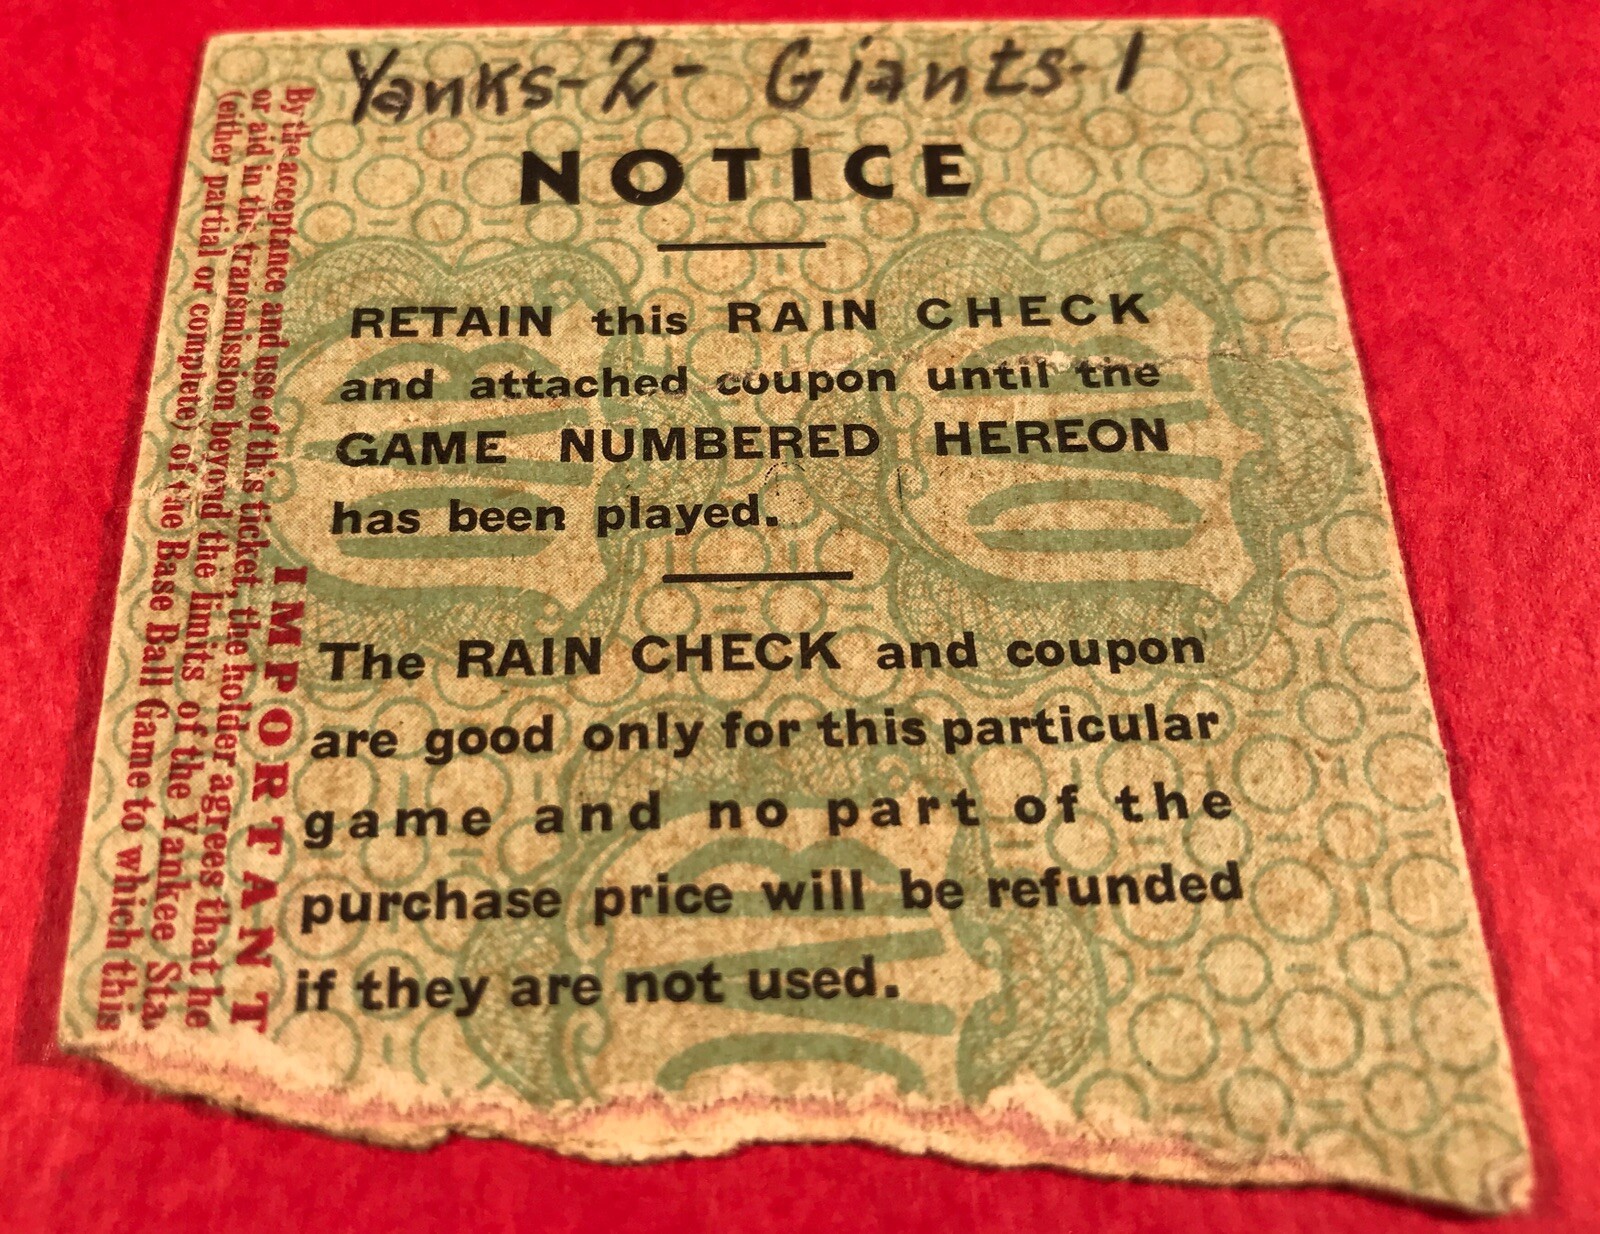 Yanks-2- Giants-1
NOTICE
RETAIN this RAIN CHECK
and attached coupon until the
GAME NUMBERED HEREON
has been played.
The RAIN CHECK and coupon
are good only for this particular
game and no part of the
purchase price will be refunded
if they are not used.
IMPORTANT
By the acceptance and use of this ticket, the holder agrees that he
or aid in the transmission beyond the limits of the Yankee Sta
(either partial or complete) of the Base Ball Game to which this